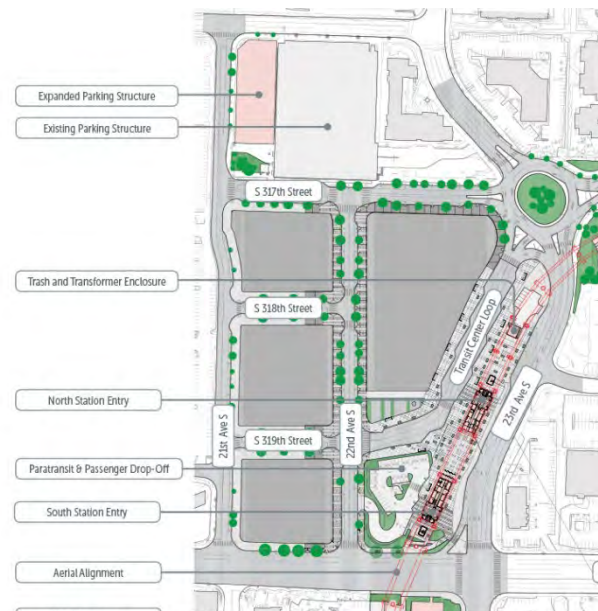 Expanded Parking Structure
Existing Parking Structure
S 317th Street
Trash and Transformer Enclosure
S 318th Street
Transit Center Loop
North Station Entry
21st Ave S
22nd Ave S
23rd Ave S
S 319th Street
Paratransit & Passenger Drop-Off
South Station Entry
Aerial Alignment